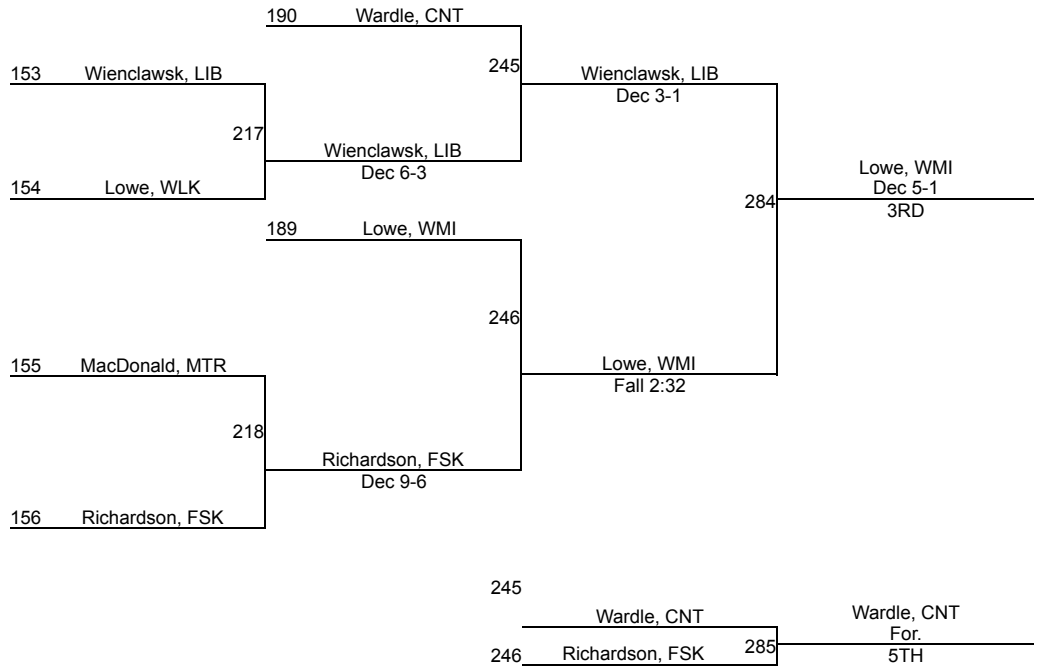 190 Wardle, CNT
153 Wienclawsk, LIB
245
Wienclawsk, LIB
Dec 3-1
217
Wienclawsk, LIB
Dec 6-3
154 Lowe, WLK
284
Lowe, WMI
Dec 5-1
3RD
189 Lowe, WMI
246
155 MacDonald, MTR
Lowe, WMI
Fall 2:32
218
Richardson, FSK
Dec 9-6
156 Richardson, FSK
245
Wardle, CNT
246 Richardson, FSK
285
Wardle, CNT
For.
5TH